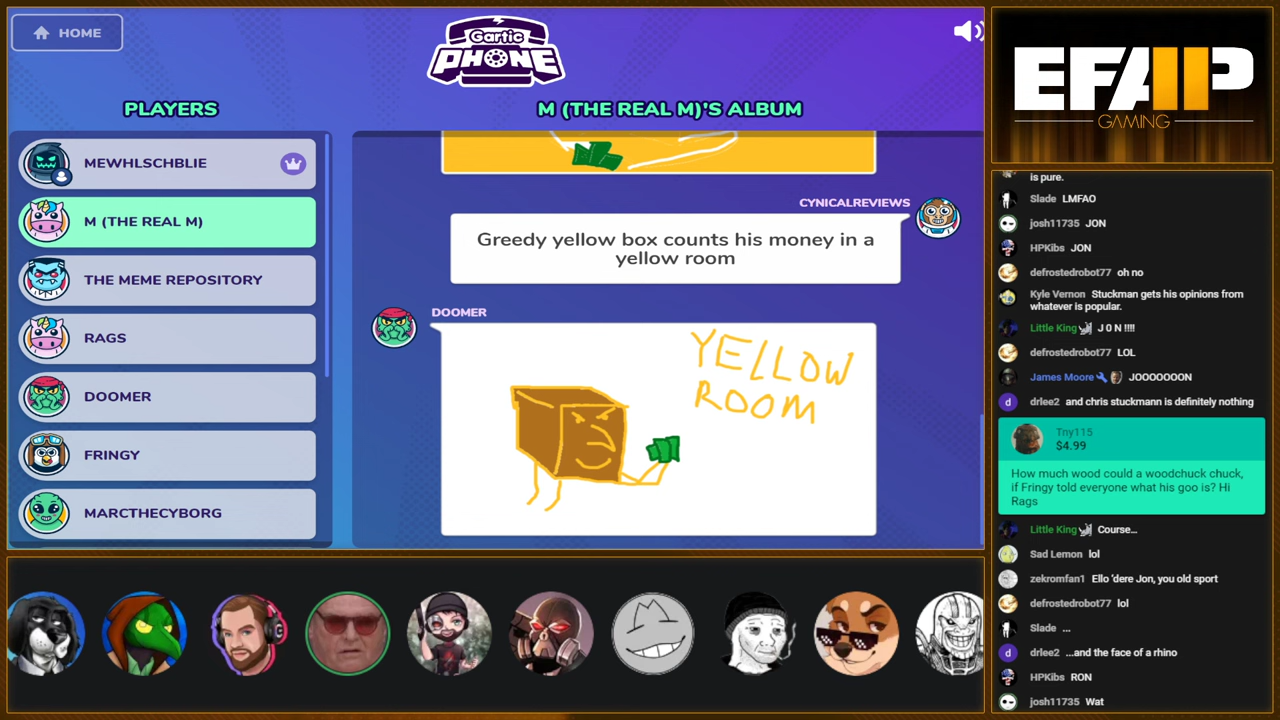 HOME
Gartic
PHONE
PLAYERS
M (THE REAL M)'S ALBUM
MEWHLSCHBLIE
M (THE REAL M)
THE MEME REPOSITORY
RAGS
DOOMER
FRINGY
MARCTHECYBORG
CYNICALREVIEWS
Greedy yellow box counts his money in a
yellow room
DOOMER
YELLOW
ROOM
EFAP
GAMING
is pure.
Slade LMFAO
josh11735 JON
HPKibs JON
defrostedrobot77 oh no
Kyle Vernon Stuckman gets his opinions from
whatever is popular.
Little King J 0 N !!!!
defrostedrobot77 LOL
James Moore JOOOOOOON
d drlee2 and chris stuckmann is definitely nothing
Tny115
$4.99
How much wood could a woodchuck chuck,
if Fringy told everyone what his goo is? Hi
Rags
Little King Course...
Sad Lemon lol
zekromfan1 Ello 'dere Jon, you old sport
defrostedrobot77 lol
Slade ...
d drlee2 ...and the face of a rhino
HPKibs RON
josh11735 Wat